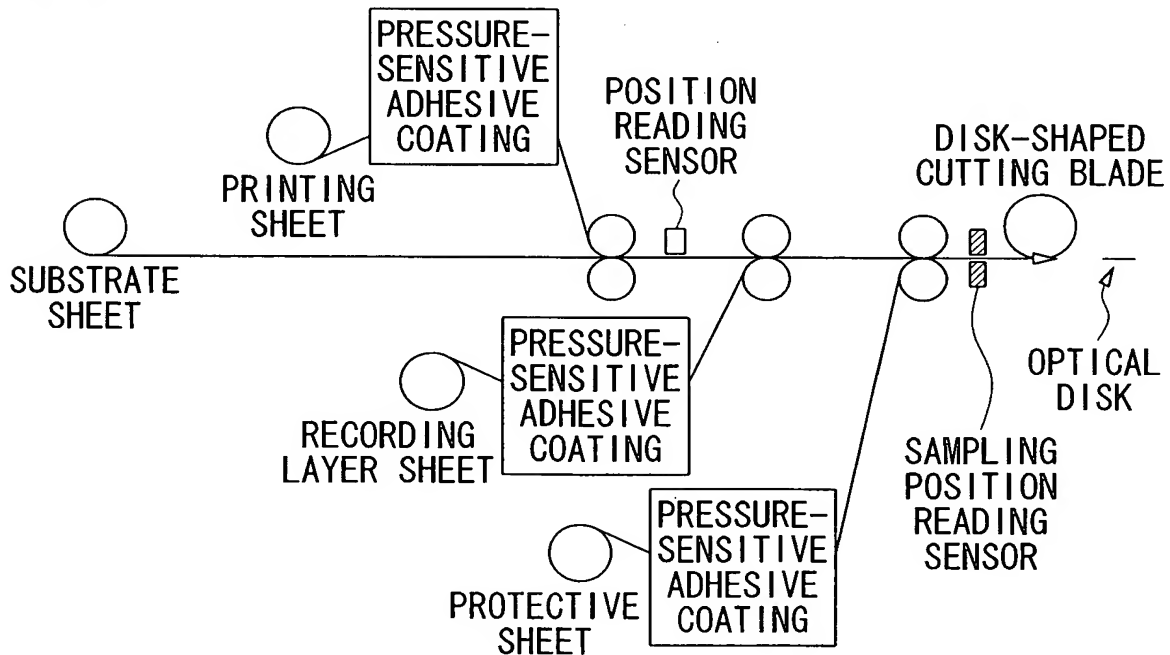 PRESSURE-
SENSITIVE
ADHESIVE
COATING
POSITION
READING
SENSOR
DISK-SHAPED
CUTTING BLADE
PRINTING
SHEET
SUBSTRATE
SHEET
PRESSURE-
SENSITIVE
ADHESIVE
COATING
OPTICAL
DISK
RECORDING
LAYER SHEET
SAMPLING
POSITION
READING
SENSOR
PRESSURE-
SENSITIVE
ADHESIVE
COATING
PROTECTIVE
SHEET